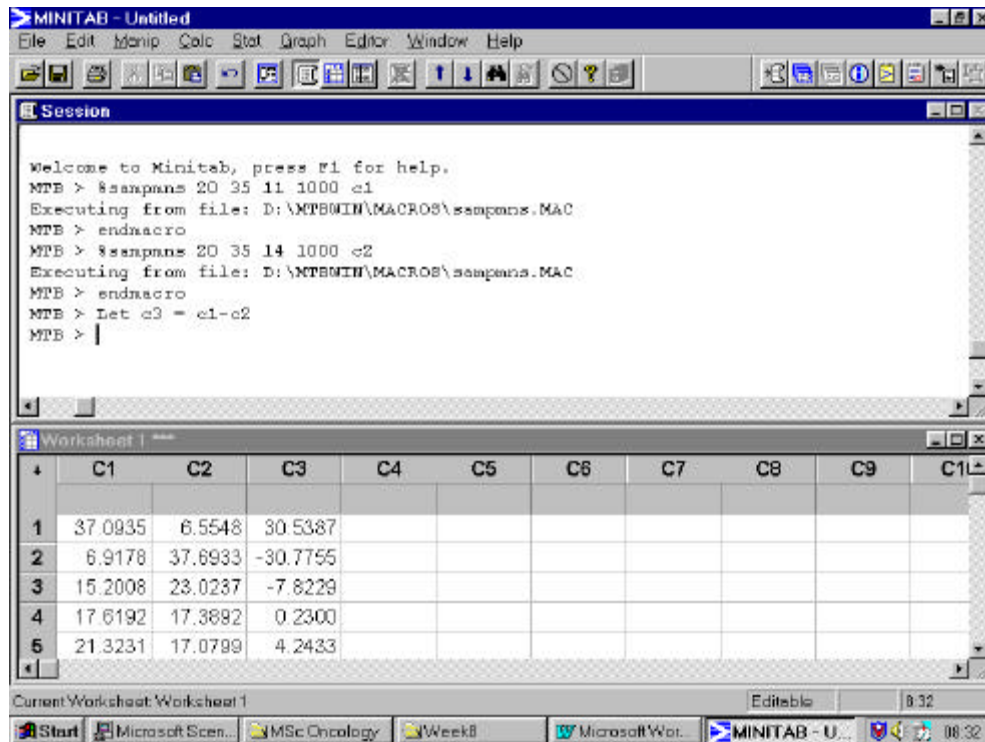 MINITAB - Untitled
File Edit Manip Calc Stat Graph Editor Window Help
Session
Welcome to Minitab, press F1 for help.
MTB > %sampmns 20 35 11 1000 c1
Executing from file: D:\MTBWIN\MACROS\sampmns.MAC
MTB > endmacro
MTB > %sampmns 20 35 14 1000 c2
Executing from file: D:\MTBWIN\MACROS\sampmns.MAC
MTB > endmacro
MTB > Let c3 = c1-c2
MTB >
Worksheet 1 ***
C1 C2 C3 C4 C5 C6 C7 C8 C9 C1
1 37.0935 6.5548 30.5387
2 6.9178 37.6933 -30.7755
3 15.2008 23.0237 -7.8229
4 17.6192 17.3892 0.2300
5 21.3231 17.0799 4.2433
Current Worksheet: Worksheet 1 Editable 8:32
Start Microsoft Scen... MSc Oncology Week8 Microsoft Wor... MINITAB - U... 08:32